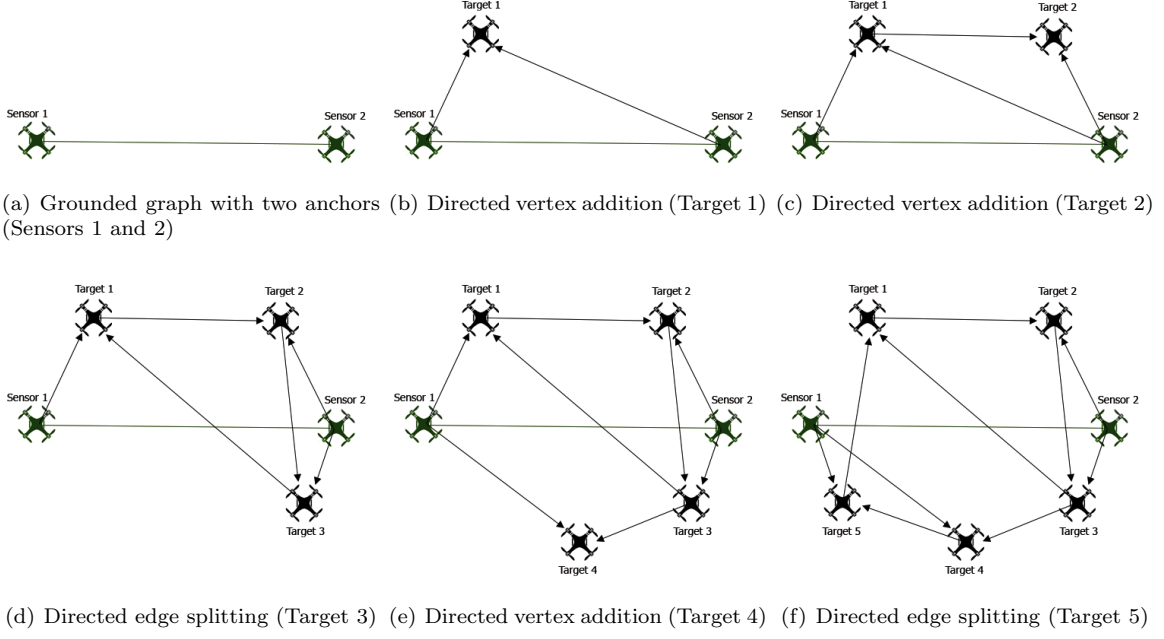 Target 1
Sensor 1
Sensor 2
Target 1
Sensor 1
Sensor 2
Target 1
Target 2
Sensor 1
Sensor 2
(a) Grounded graph with two anchors
(Sensors 1 and 2)
(b) Directed vertex addition (Target 1)
(c) Directed vertex addition (Target 2)
Target 1
Target 2
Sensor 1
Sensor 2
Target 3
Target 1
Target 2
Sensor 1
Sensor 2
Target 3
Target 4
Target 1
Target 2
Sensor 1
Sensor 2
Target 5
Target 3
Target 4
(d) Directed edge splitting (Target 3)
(e) Directed vertex addition (Target 4)
(f) Directed edge splitting (Target 5)